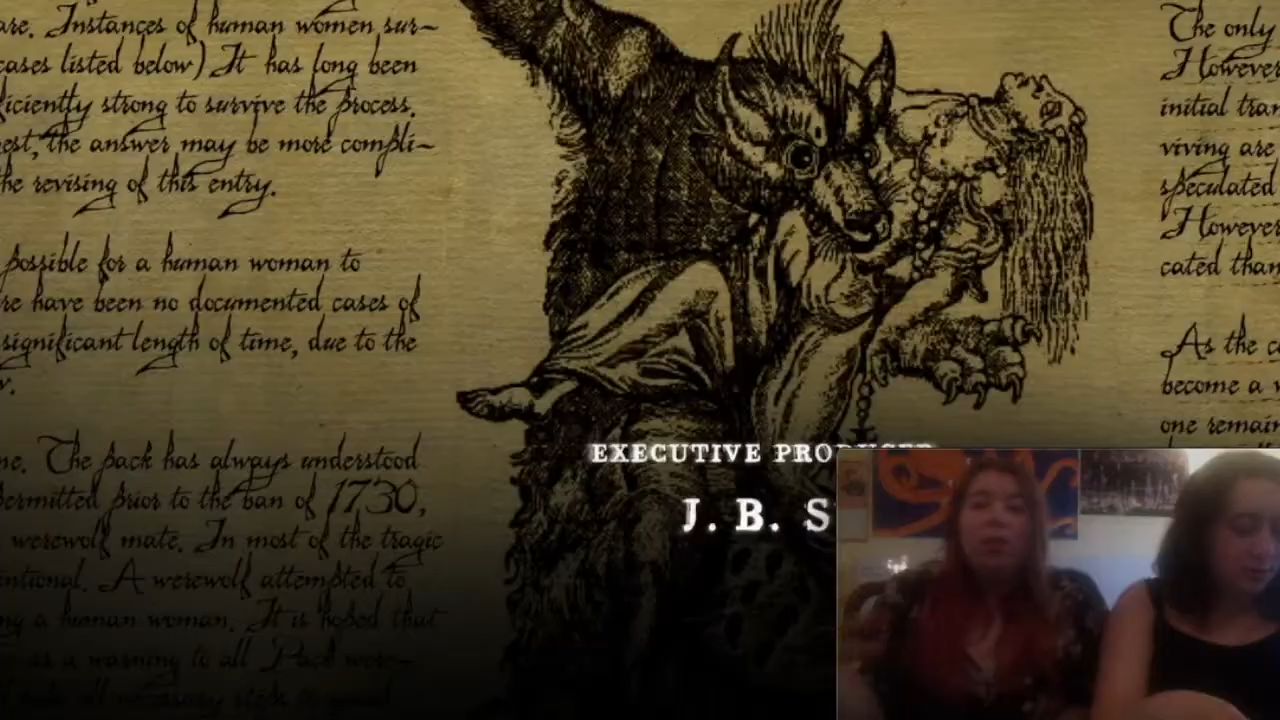 are. Instances of human women sur-
cases listed below) It has long been
ficiently strong to survive the process.
est, the answer may be more compli-
he revising of this entry.
possible for a human woman to
re have been no documented cases of
significant length of time, due to the
ne. The pack has always understood
permitted prior to the ban of 1730,
werewolf mate. In most of the tragic
entional. A werewolf attempted to
ng a human woman. It is hoped that
as a warning to all Pack were-
The only
However
initial tran
viving are
speculated
However
cated than
As the c
become a w
one remain
EXECUTIVE PRODUCER
J. B. S